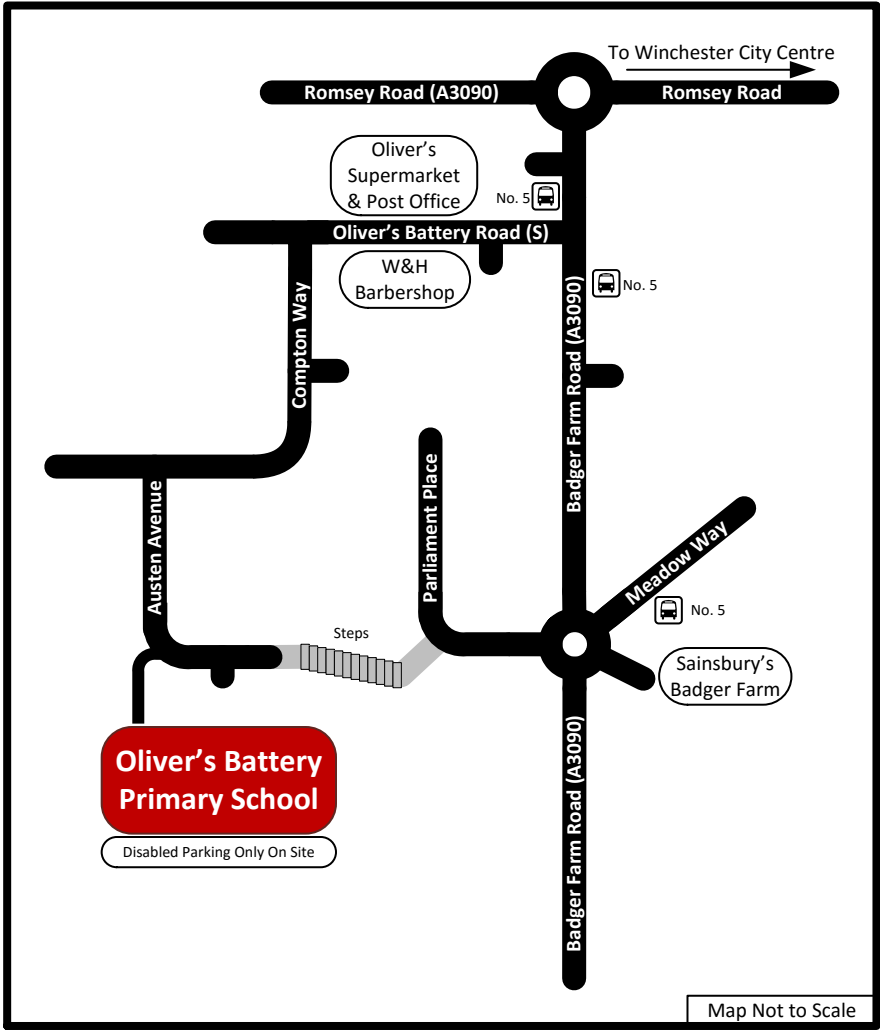 To Winchester City Centre
Romsey Road (A3090)
Romsey Road
Oliver's
Supermarket
& Post Office
No. 5
Oliver's Battery Road (S)
W&H
Barbershop
No. 5
Compton Way
Badger Farm Road (A3090)
Parliament Place
Austen Avenue
Meadow Way
No. 5
Steps
Sainsbury's
Badger Farm
Oliver's Battery
Primary School
Disabled Parking Only On Site
Badger Farm Road (A3090)
Map Not to Scale